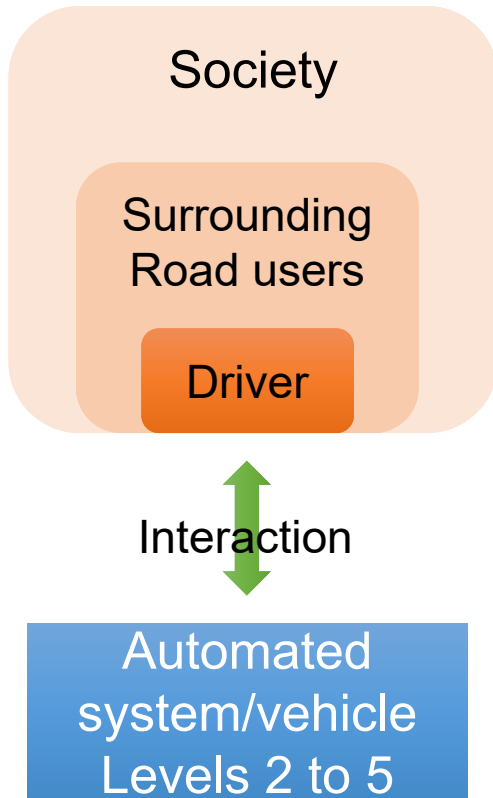 Society
Surrounding
Road users
Driver
Interaction
Automated
system/vehicle
Levels 2 to 5